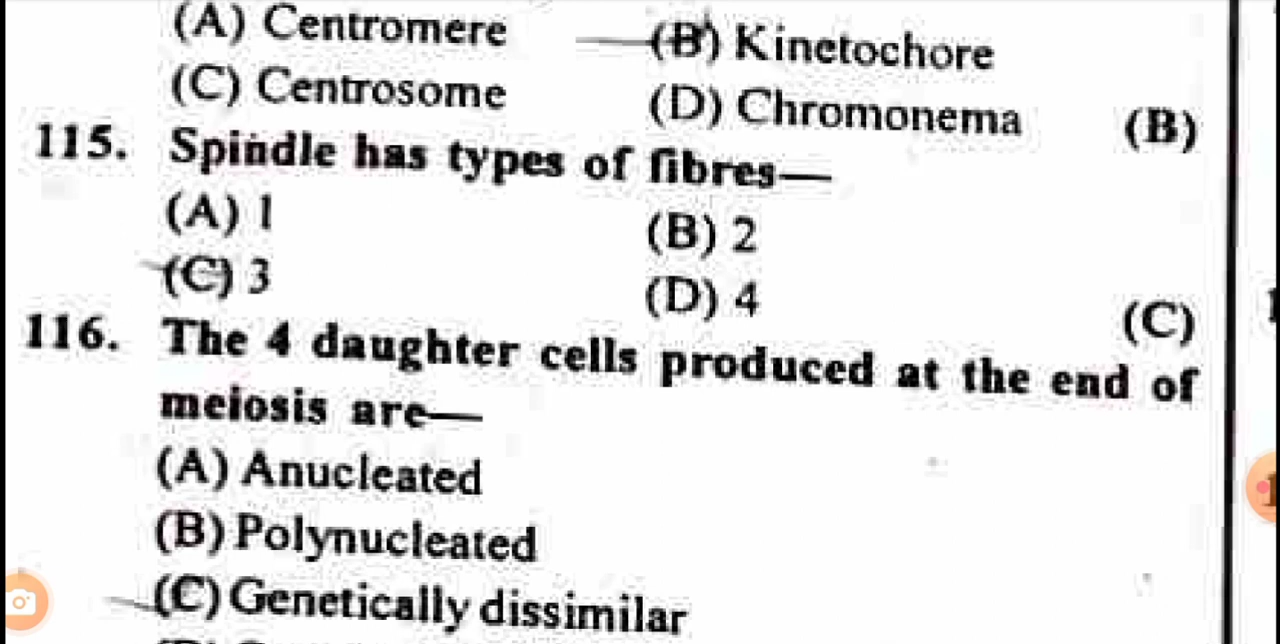 (A) Centromere (B) Kinetochore
(C) Centrosome (D) Chromonema (B)
115. Spindle has types of fibres—
(A) 1 (B) 2
(C) 3 (D) 4 (C)
116. The 4 daughter cells produced at the end of
meiosis are—
(A) Anucleated
(B) Polynucleated
(C) Genetically dissimilar